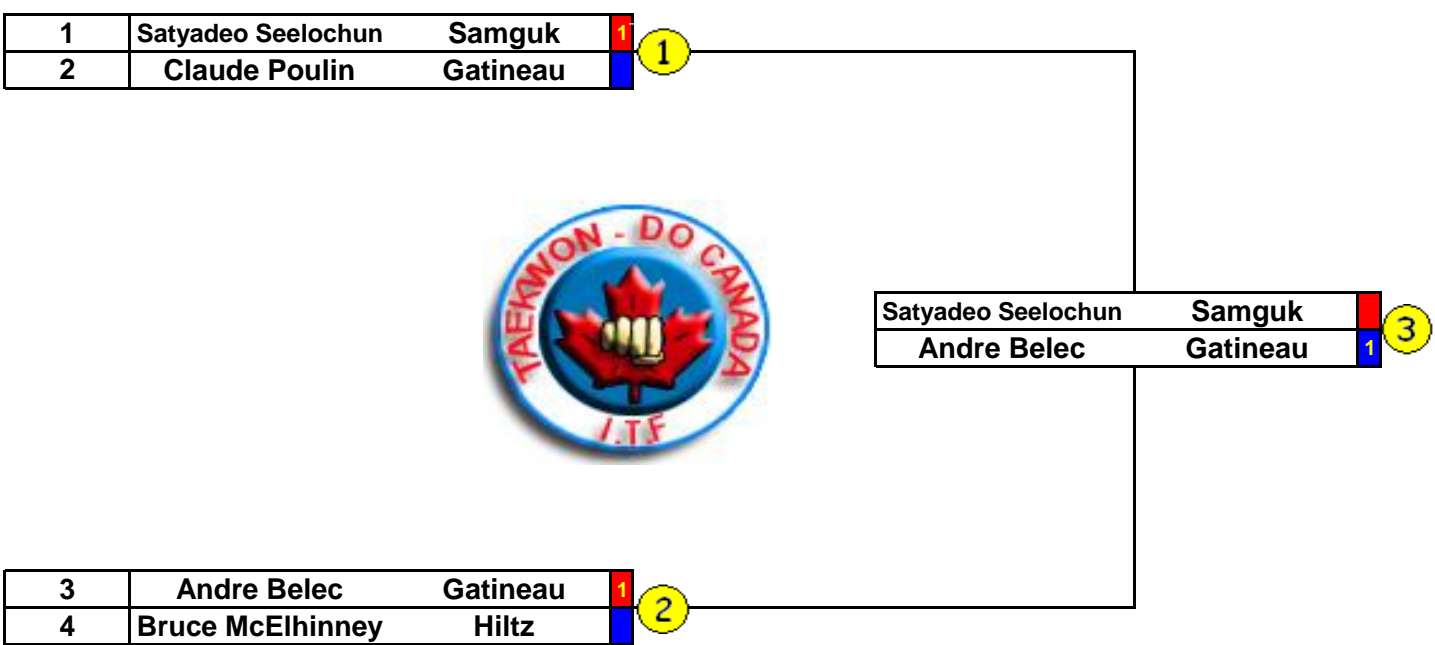 1 Satyadeo Seelochun Samguk 1
1
2 Claude Poulin Gatineau
TAEKWON - DO CANADA
I.T.F
Satyadeo Seelochun Samguk
3
Andre Belec Gatineau 1
3 Andre Belec Gatineau 1
2
4 Bruce McElhinney Hiltz